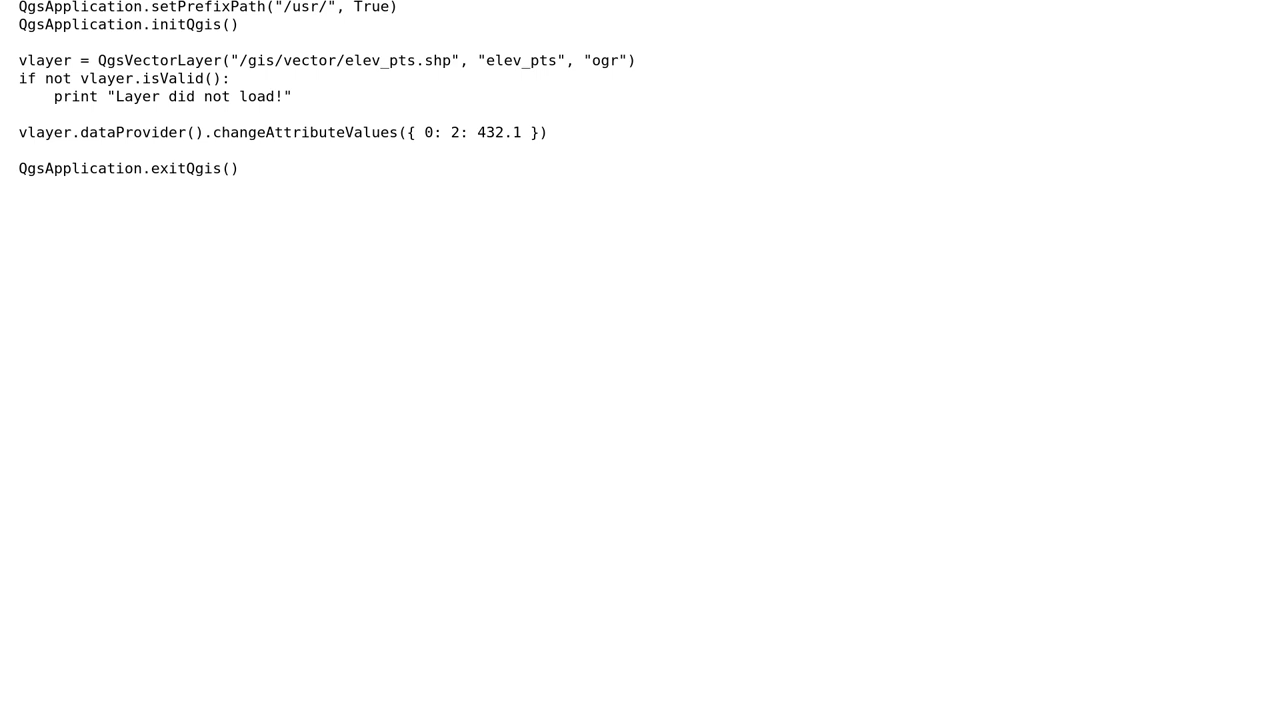 QgsApplication.setPrefixPath("/usr/", True)
QgsApplication.initQgis()
vlayer = QgsVectorLayer("/gis/vector/elev_pts.shp", "elev_pts", "ogr")
if not vlayer.isValid():
    print "Layer did not load!"
vlayer.dataProvider().changeAttributeValues({ 0: 2: 432.1 })
QgsApplication.exitQgis()